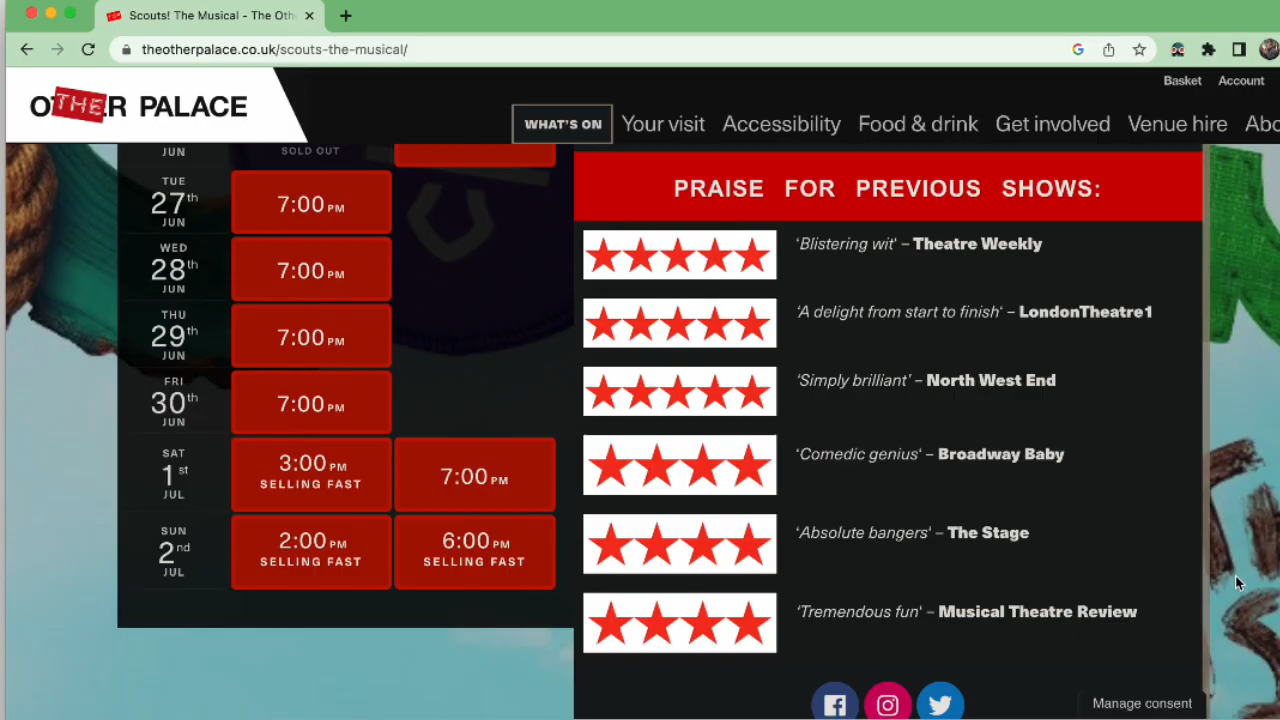 Scouts! The Musical - The Oth
theotherpalace.co.uk/scouts-the-musical/
Basket Account
OTHER PALACE
WHAT'S ON Your visit Accessibility Food & drink Get involved Venue hire Abo
JUN SOLD OUT
TUE 27th JUN 7:00 PM
WED 28th JUN 7:00 PM
THU 29th JUN 7:00 PM
FRI 30th JUN 7:00 PM
SAT 1st JUL 3:00 PM SELLING FAST 7:00 PM
SUN 2nd JUL 2:00 PM SELLING FAST 6:00 PM SELLING FAST
PRAISE FOR PREVIOUS SHOWS:
‘Blistering wit‘ – Theatre Weekly
‘A delight from start to finish‘ – LondonTheatre1
‘Simply brilliant’ – North West End
‘Comedic genius‘ – Broadway Baby
‘Absolute bangers‘ – The Stage
‘Tremendous fun‘ – Musical Theatre Review
Manage consent